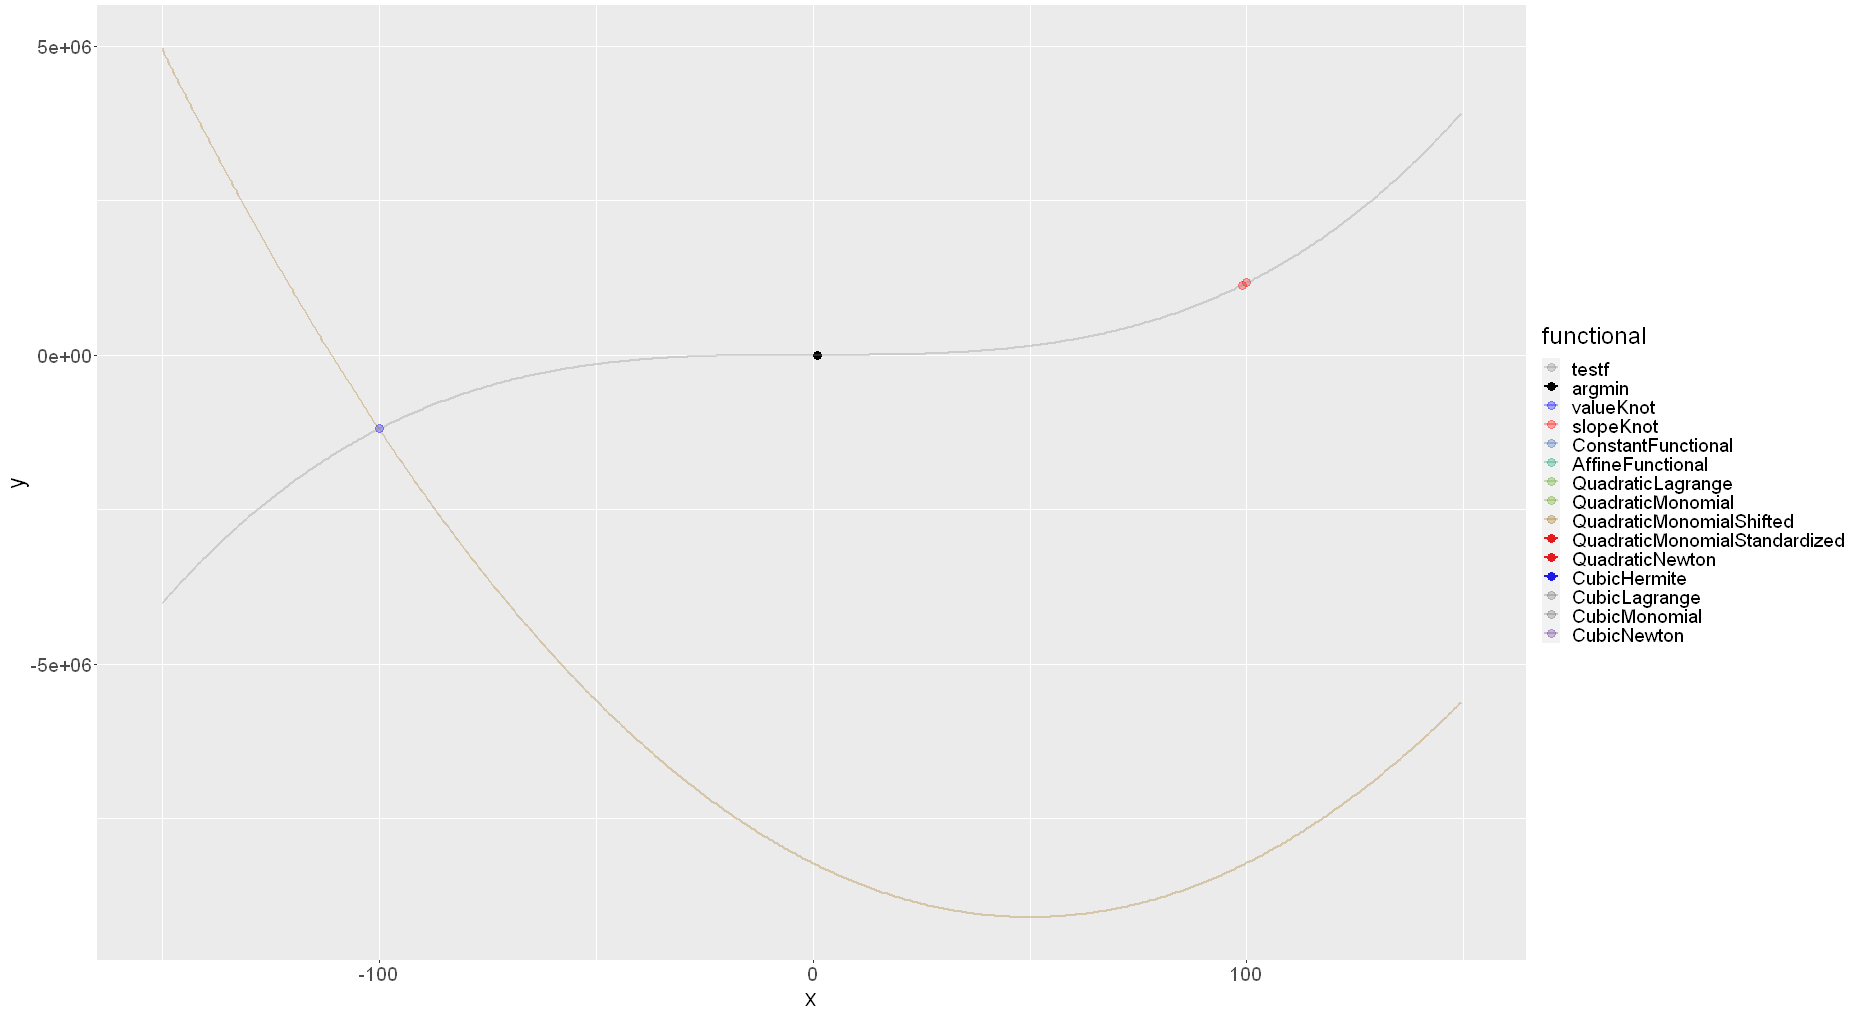 5e+06
0e+00
-5e+06
y
-100
0
100
x
functional
testf
argmin
valueKnot
slopeKnot
ConstantFunctional
AffineFunctional
QuadraticLagrange
QuadraticMonomial
QuadraticMonomialShifted
QuadraticMonomialStandardized
QuadraticNewton
CubicHermite
CubicLagrange
CubicMonomial
CubicNewton